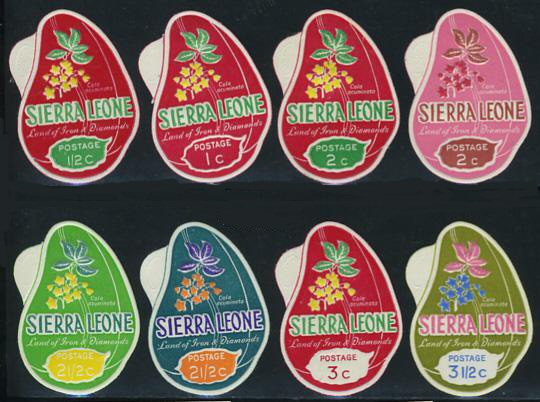 Cola
acuminata
SIERRA LEONE
Land of Iron & Diamonds
POSTAGE
1/2 C
Cola
acuminata
SIERRA LEONE
Land of Iron & Diamonds
POSTAGE
1 C
Cola
acuminata
SIERRA LEONE
Land of Iron & Diamonds
POSTAGE
2 C
Cola
acuminata
SIERRA LEONE
Land of Iron & Diamonds
POSTAGE
2 C
Cola
acuminata
SIERRA LEONE
Land of Iron & Diamonds
POSTAGE
2 1/2 C
Cola
acuminata
SIERRA LEONE
Land of Iron & Diamonds
POSTAGE
2 1/2 C
Cola
acuminata
SIERRA LEONE
Land of Iron & Diamonds
POSTAGE
3 C
Cola
acuminata
SIERRA LEONE
Land of Iron & Diamonds
POSTAGE
3 1/2 C